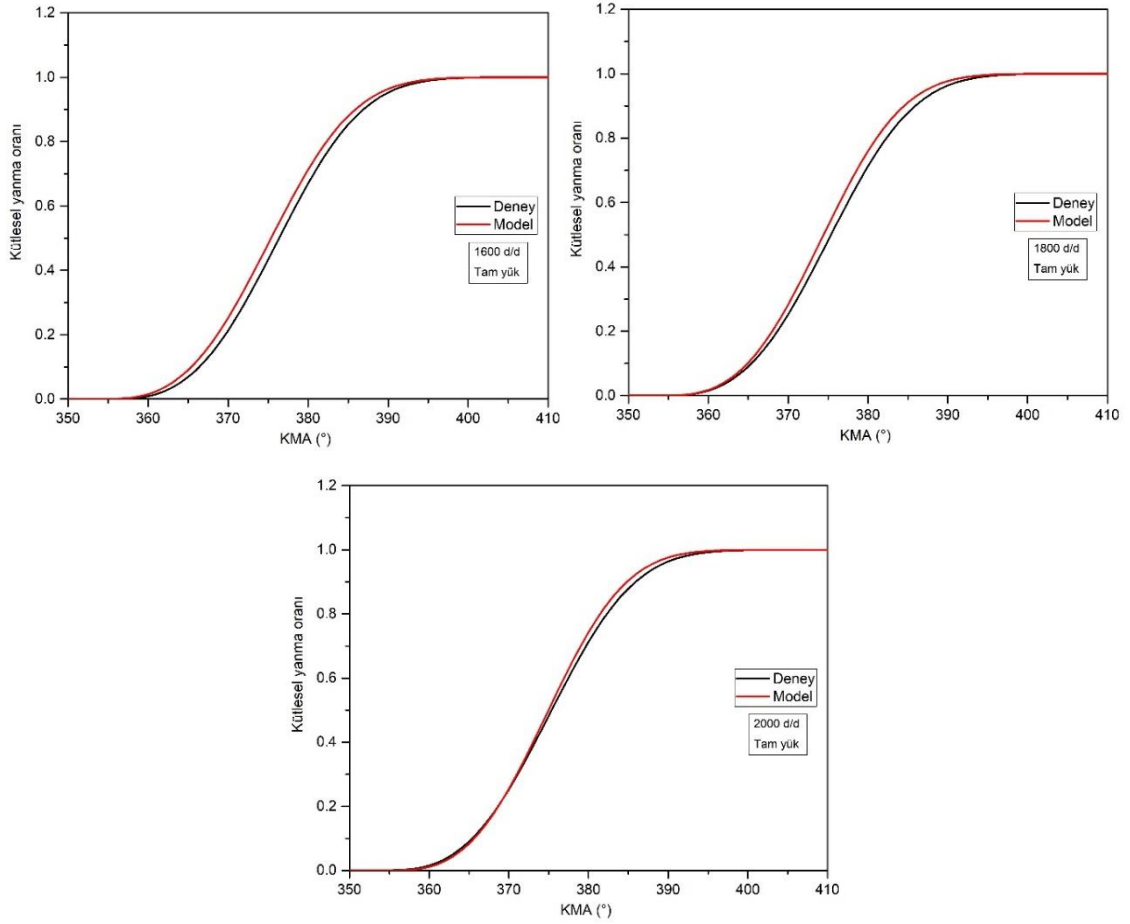 1.2
1.0
0.8
0.6
0.4
0.2
0.0
Kütlesel yanma oranı
350 360 370 380 390 400 410
KMA (°)
Deney
Model
1600 d/d
Tam yük
1.2
1.0
0.8
0.6
0.4
0.2
0.0
Kütlesel yanma oranı
350 360 370 380 390 400 410
KMA (°)
Deney
Model
1800 d/d
Tam yük
1.2
1.0
0.8
0.6
0.4
0.2
0.0
Kütlesel yanma oranı
350 360 370 380 390 400 410
KMA (°)
Deney
Model
2000 d/d
Tam yük